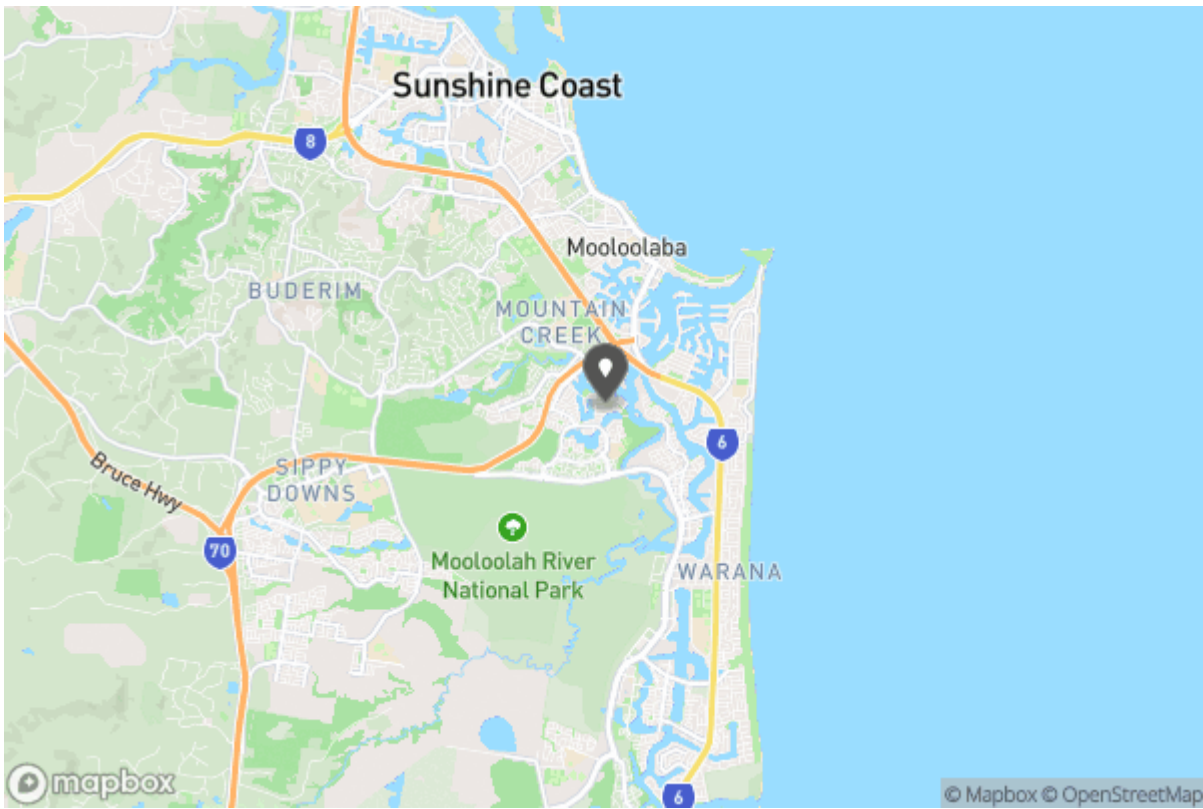 Sunshine Coast
8
Mooloolaba
BUDERIM
MOUNTAIN
CREEK
6
Bruce Hwy
SIPPY
DOWNS
70
Mooloolah River
National Park
WARANA
mapbox
6
© Mapbox © OpenStreetMap